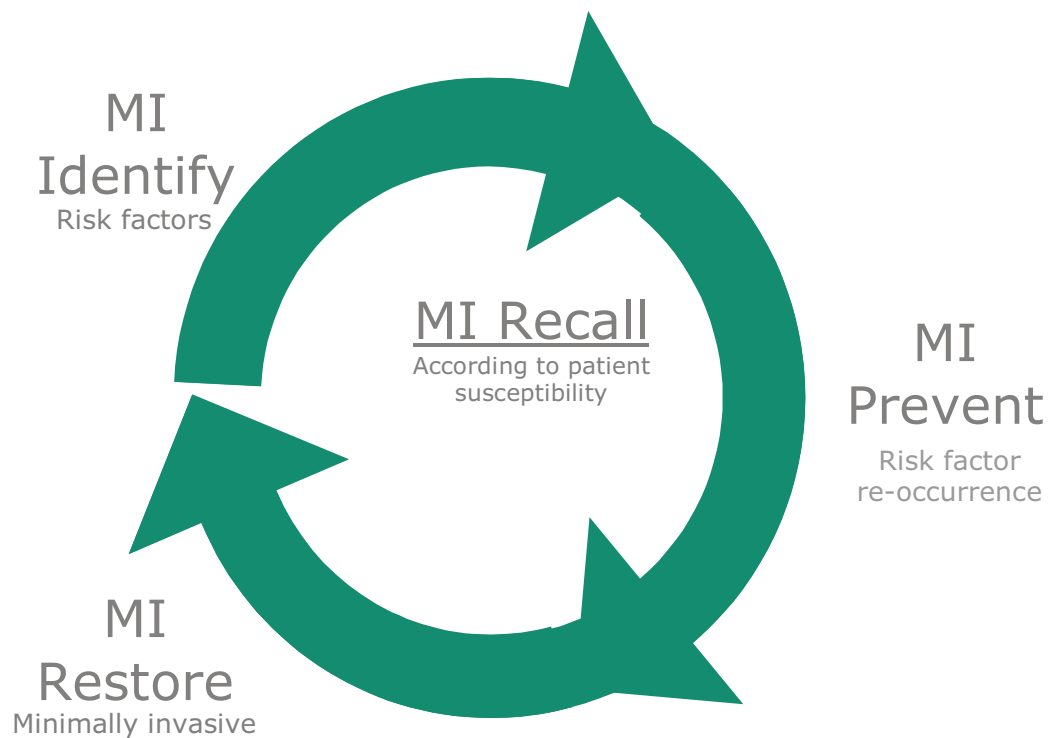 MI
Identify
Risk factors
MI Recall
According to patient
susceptibility
MI
Prevent
Risk factor
re-occurrence
MI
Restore
Minimally invasive